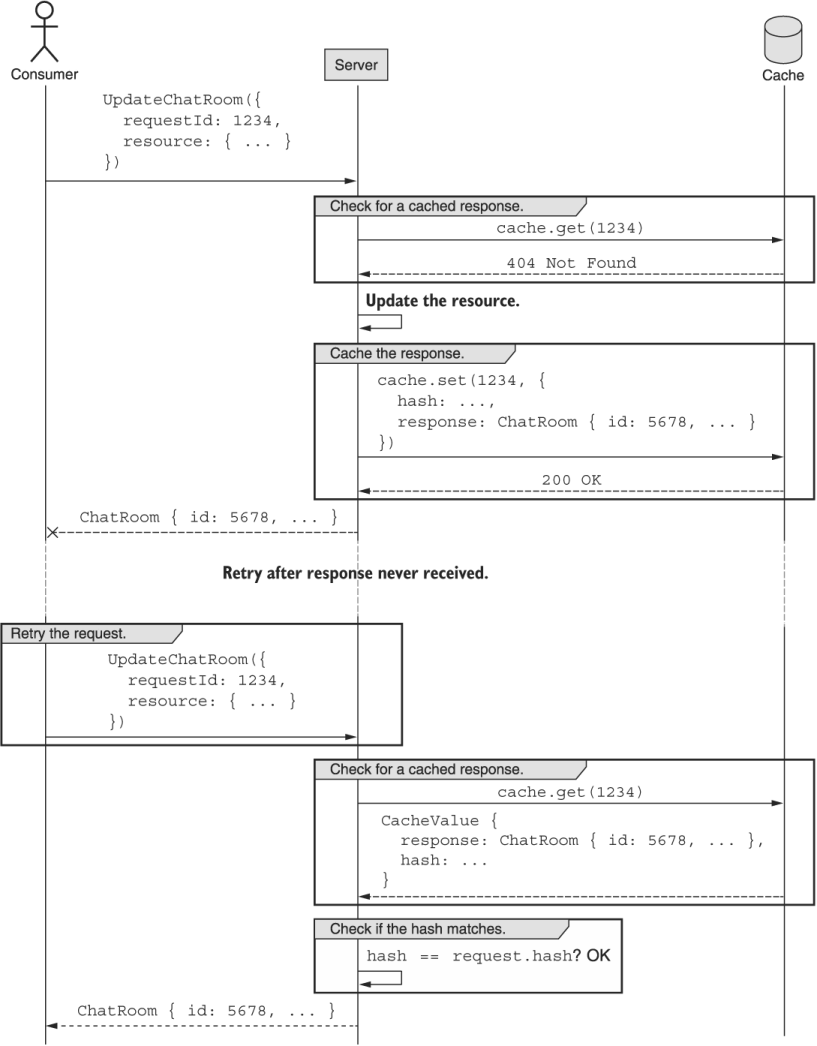 Consumer
Server
Cache
UpdateChatRoom({
requestId: 1234,
resource: { ... }
})
Check for a cached response.
cache.get(1234)
404 Not Found
Update the resource.
Cache the response.
cache.set(1234, {
hash: ...,
response: ChatRoom { id: 5678, ... }
})
200 OK
ChatRoom { id: 5678, ... }
Retry after response never received.
Retry the request.
UpdateChatRoom({
requestId: 1234,
resource: { ... }
})
Check for a cached response.
cache.get(1234)
CacheValue {
response: ChatRoom { id: 5678, ... },
hash: ...
}
Check if the hash matches.
hash == request.hash? OK
ChatRoom { id: 5678, ... }